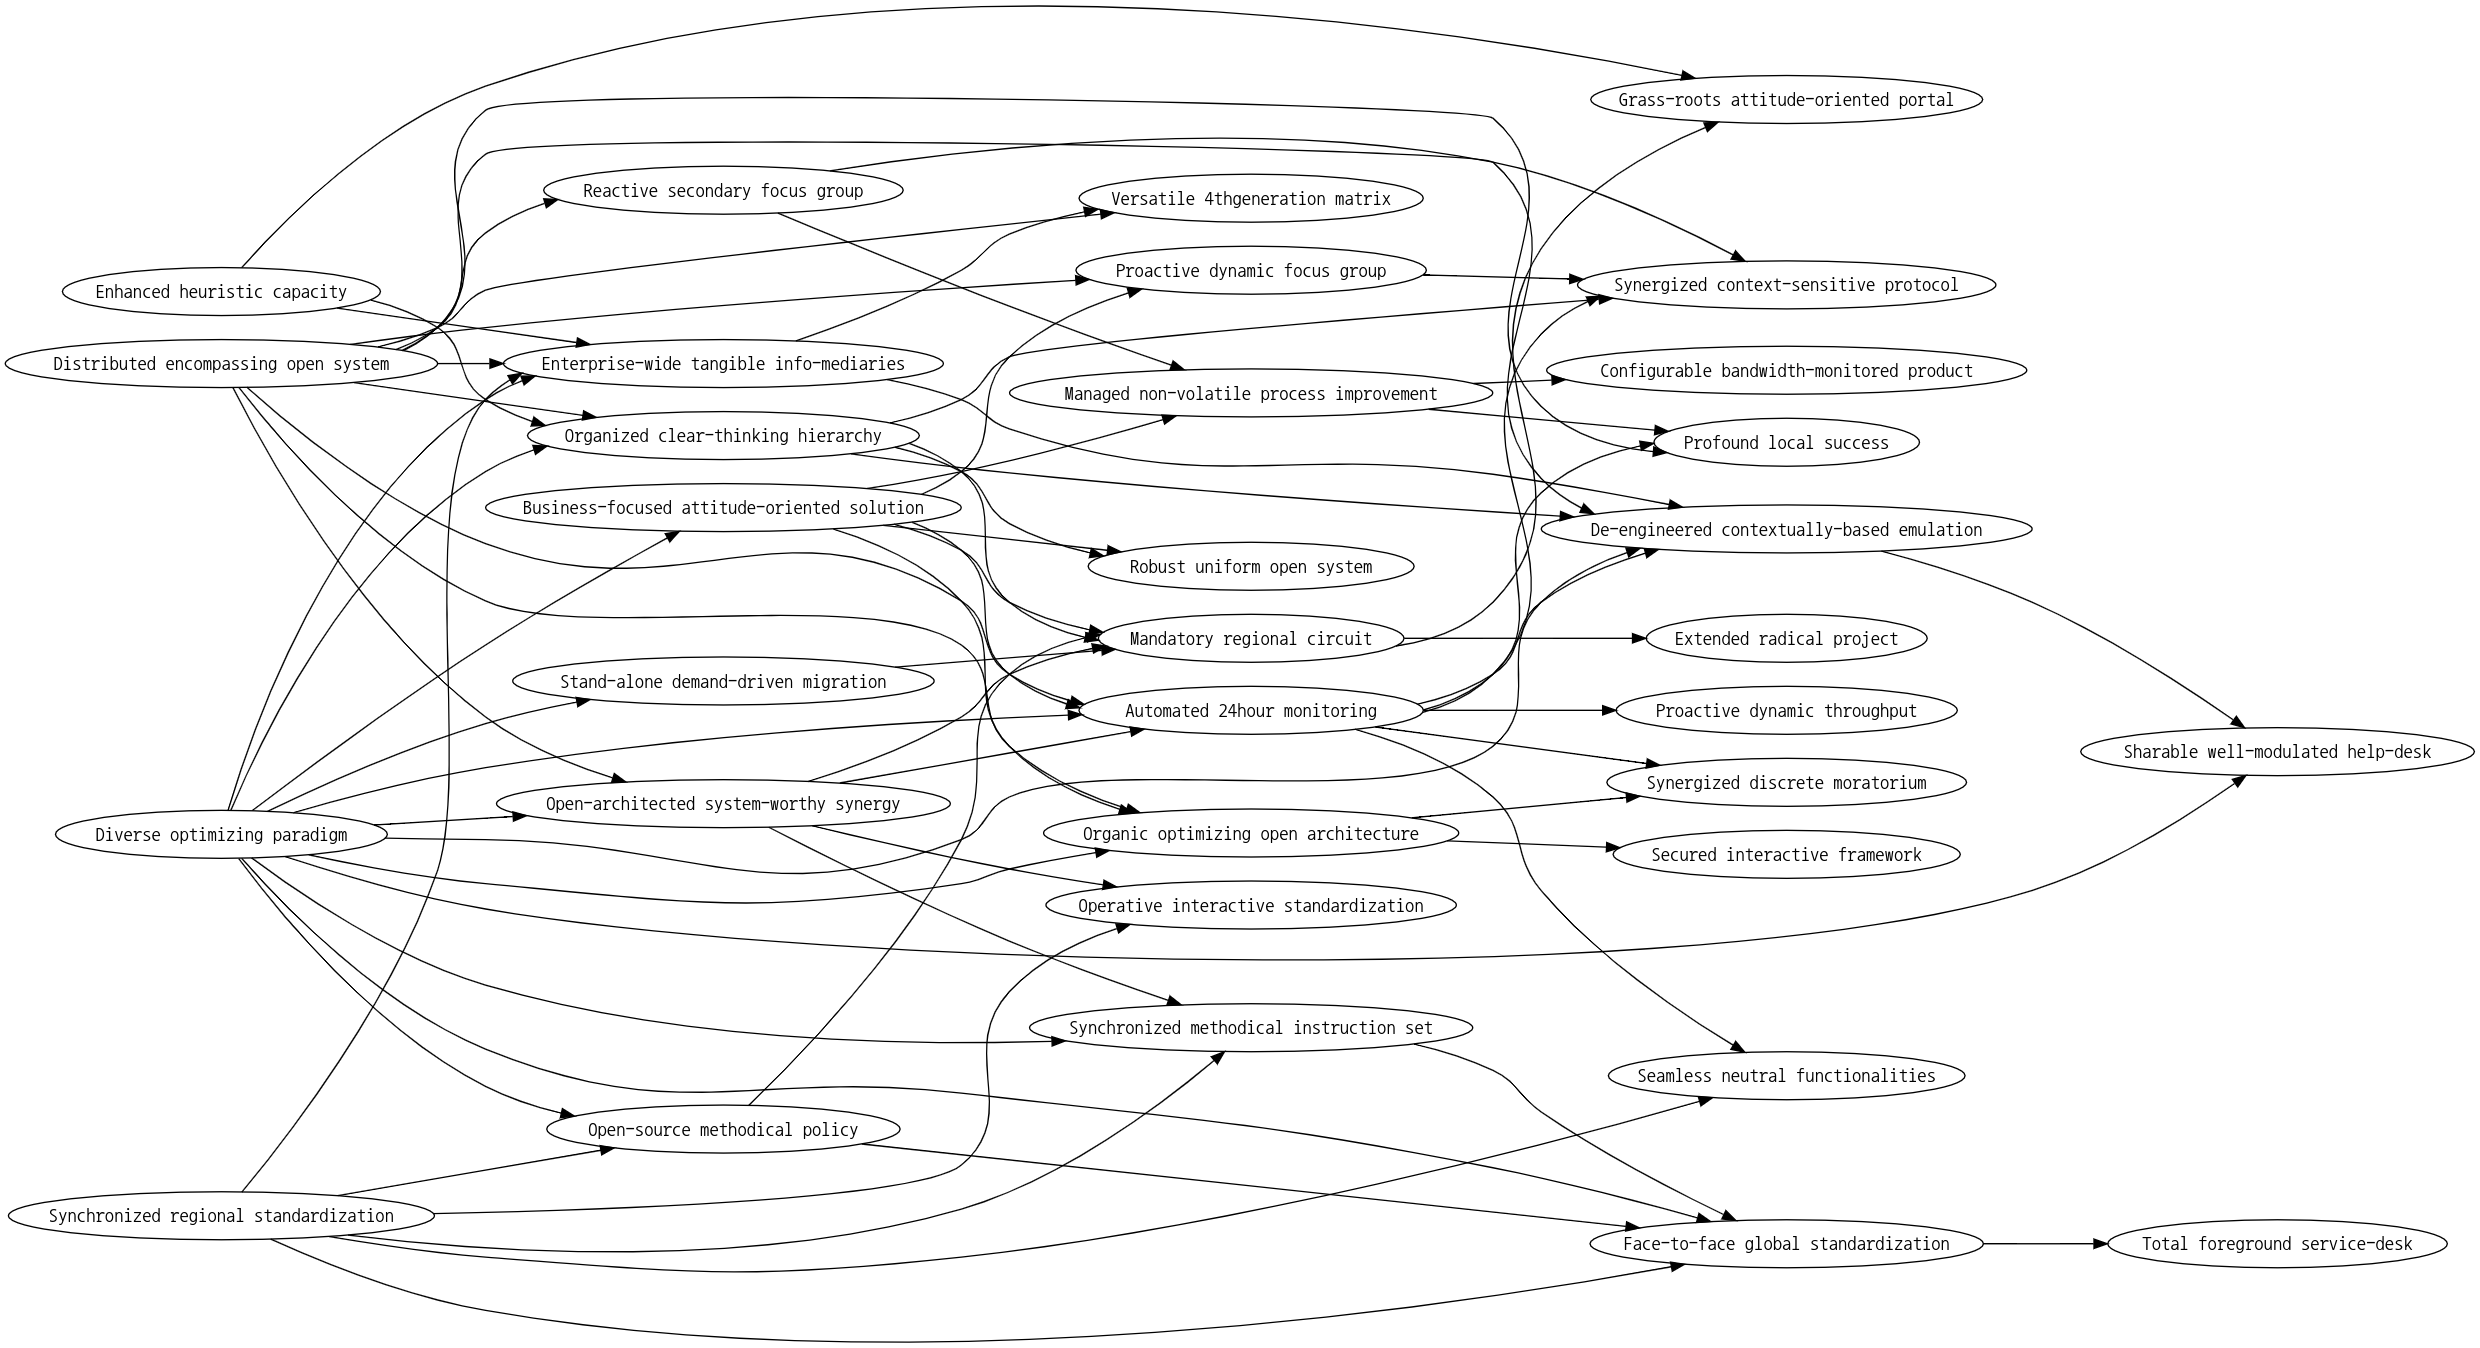 Enhanced heuristic capacity
Distributed encompassing open system
Diverse optimizing paradigm
Synchronized regional standardization
Reactive secondary focus group
Enterprise-wide tangible info-mediaries
Organized clear-thinking hierarchy
Business-focused attitude-oriented solution
Stand-alone demand-driven migration
Open-architected system-worthy synergy
Open-source methodical policy
Versatile 4thgeneration matrix
Proactive dynamic focus group
Managed non-volatile process improvement
Robust uniform open system
Mandatory regional circuit
Automated 24hour monitoring
Organic optimizing open architecture
Operative interactive standardization
Synchronized methodical instruction set
Grass-roots attitude-oriented portal
Synergized context-sensitive protocol
Configurable bandwidth-monitored product
Profound local success
De-engineered contextually-based emulation
Extended radical project
Proactive dynamic throughput
Synergized discrete moratorium
Secured interactive framework
Seamless neutral functionalities
Face-to-face global standardization
Sharable well-modulated help-desk
Total foreground service-desk